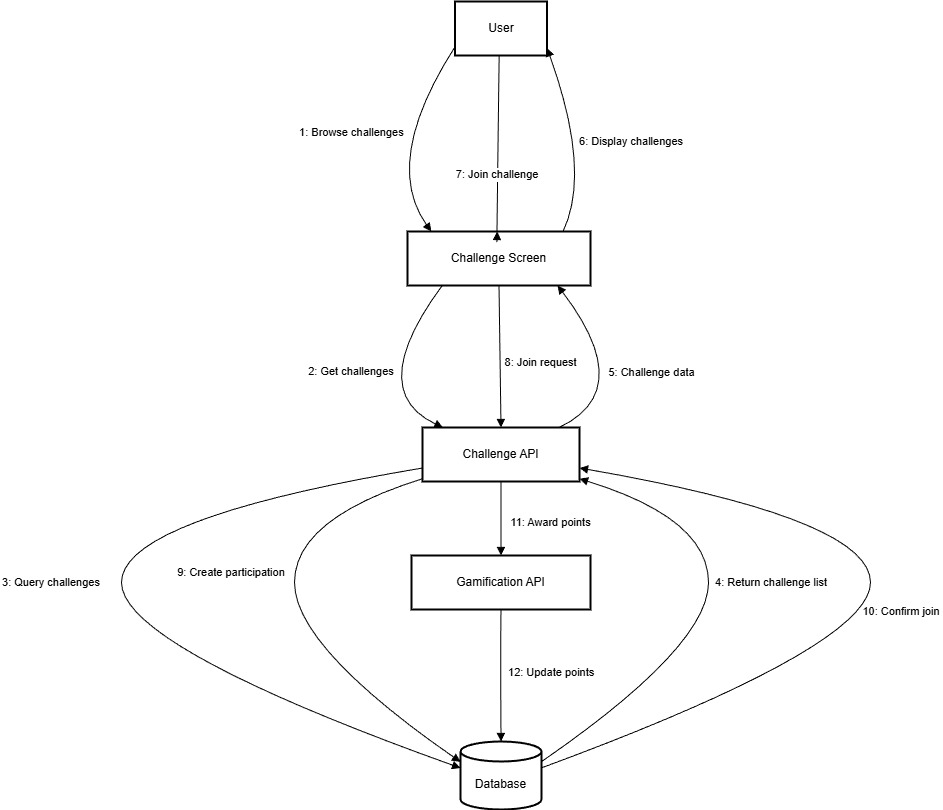 User
1: Browse challenges
6: Display challenges
7: Join challenge
Challenge Screen
8: Join request
2: Get challenges
5: Challenge data
Challenge API
11: Award points
9: Create participation
3: Query challenges
Gamification API
4: Return challenge list
10: Confirm join
12: Update points
Database